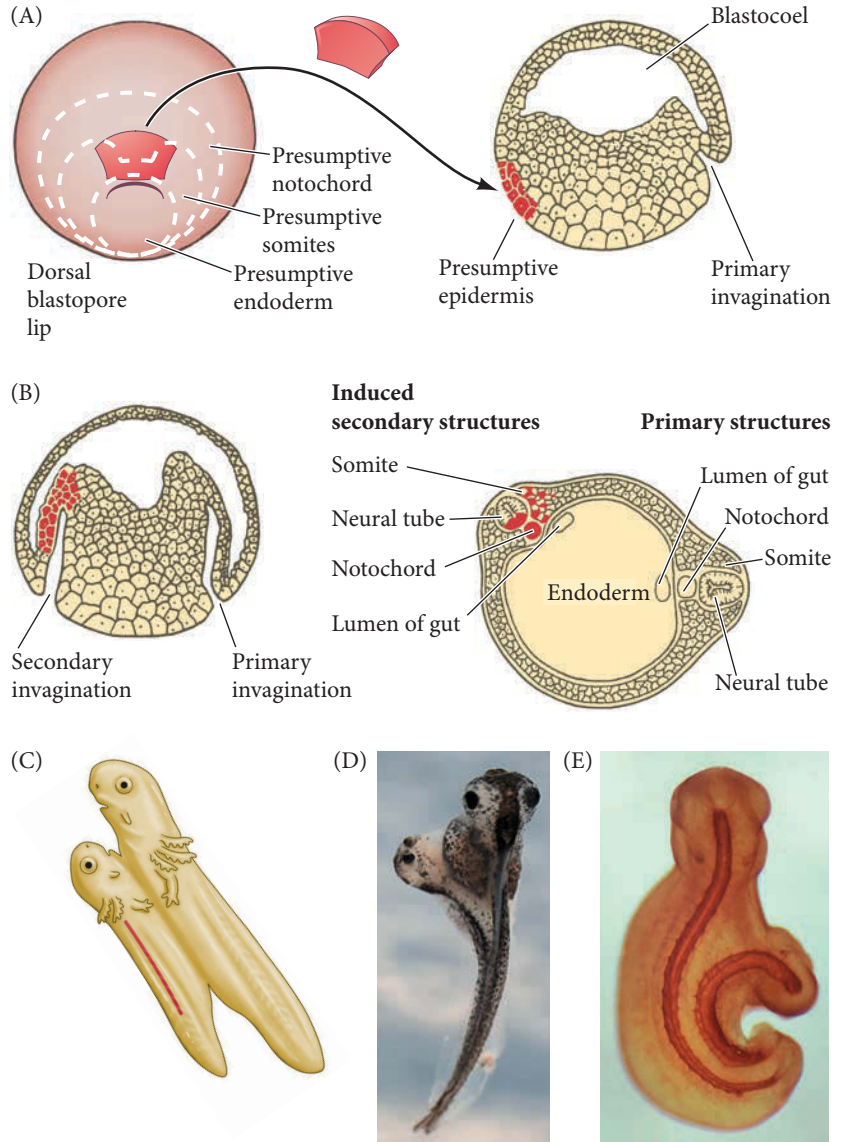 (A)
Blastocoel
Presumptive
notochord
Presumptive
somites
Presumptive
endoderm
Dorsal
blastopore
lip
Presumptive
epidermis
Primary
invagination
(B)
Secondary
invagination
Primary
invagination
Induced
secondary structures
Primary structures
Somite
Neural tube
Notochord
Lumen of gut
Endoderm
Lumen of gut
Notochord
Somite
Neural tube
(C)
(D)
(E)